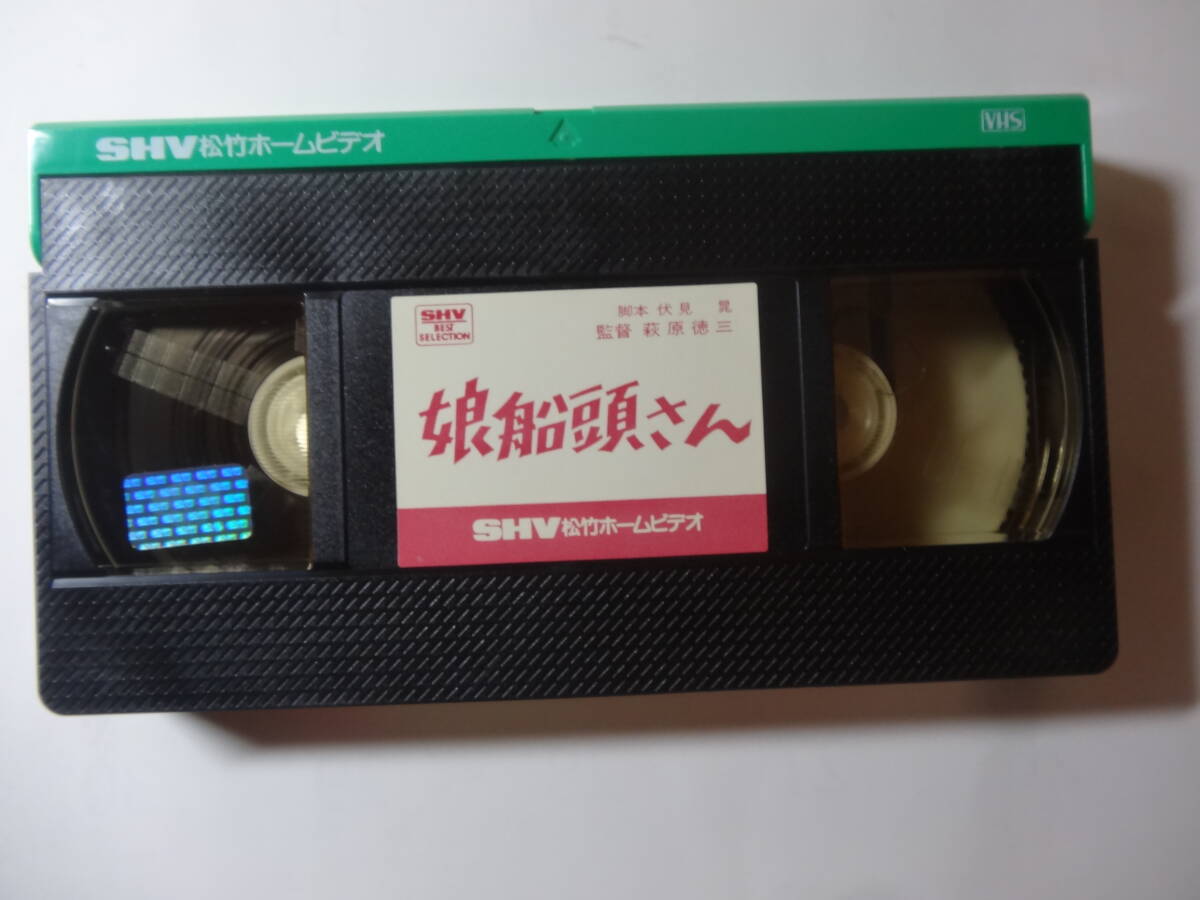 SHV松竹ホームビデオ
VHS
SHV
BEST
SELECTION
脚本 伏見 晁
監督 萩原徳三
娘船頭さん
SHV松竹ホームビデオ